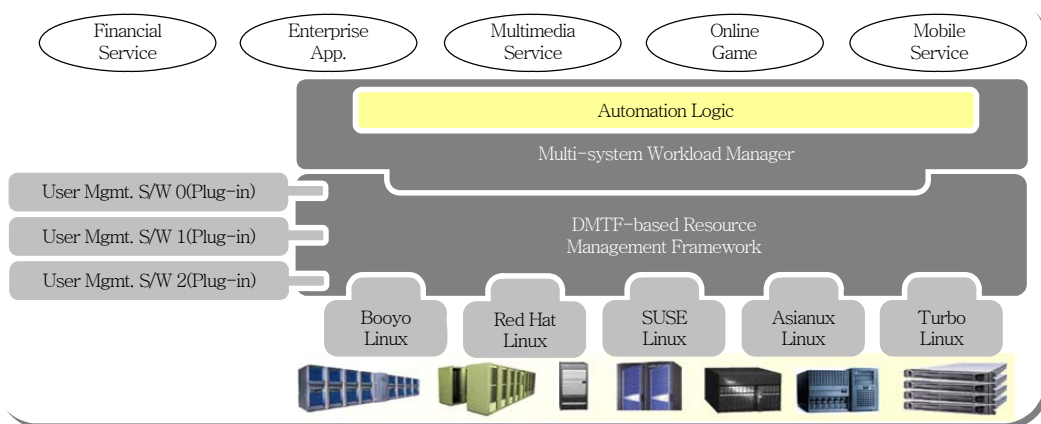 Financial
Service
Enterprise
App.
Multimedia
Service
Online
Game
Mobile
Service
Automation Logic
Multi-system Workload Manager
User Mgmt. S/W 0(Plug-in)
User Mgmt. S/W 1(Plug-in)
User Mgmt. S/W 2(Plug-in)
DMTF-based Resource
Management Framework
Booyo
Linux
Red Hat
Linux
SUSE
Linux
Asianux
Linux
Turbo
Linux